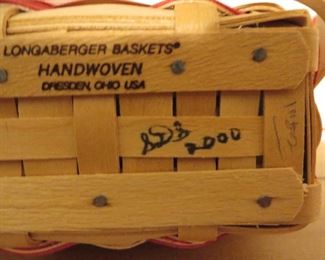 LONGABERGER BASKETS®
HANDWOVEN
DRESDEN, OHIO USA
2000